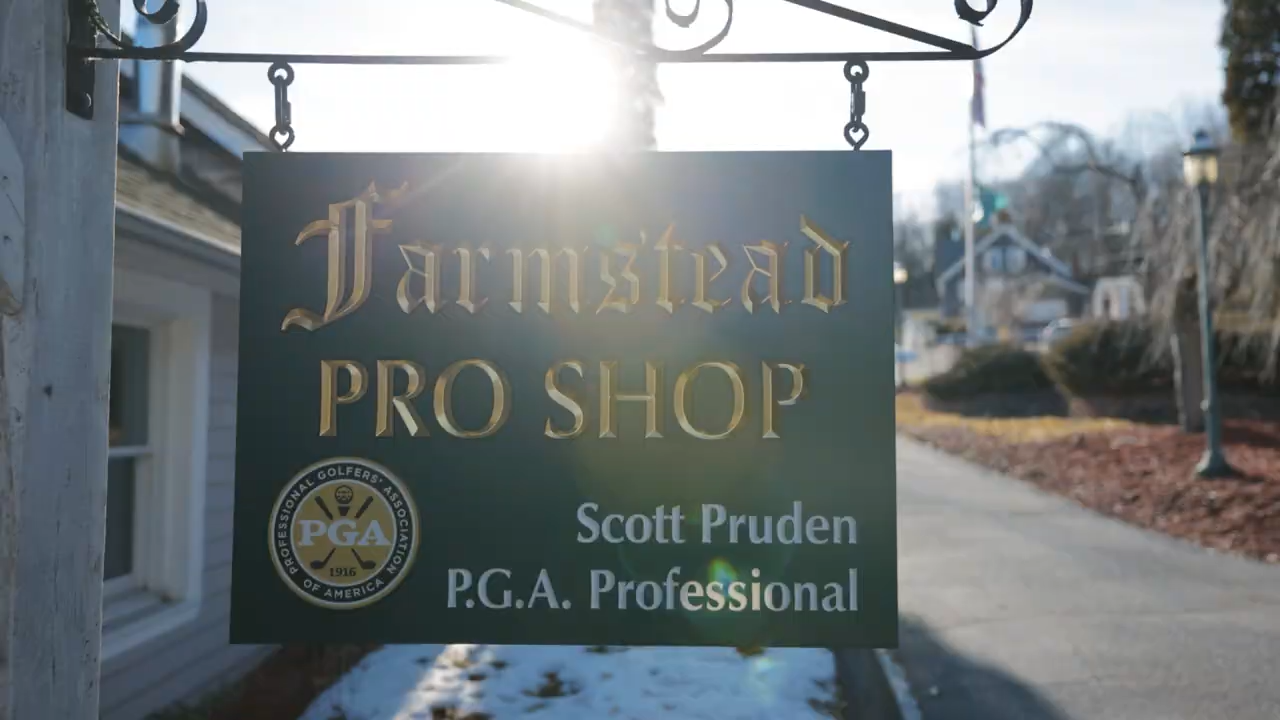 Farmstead
PRO SHOP
PROFESSIONAL GOLFERS' ASSOCIATION
OF AMERICA
PGA
1916
Scott Pruden
P.G.A. Professional